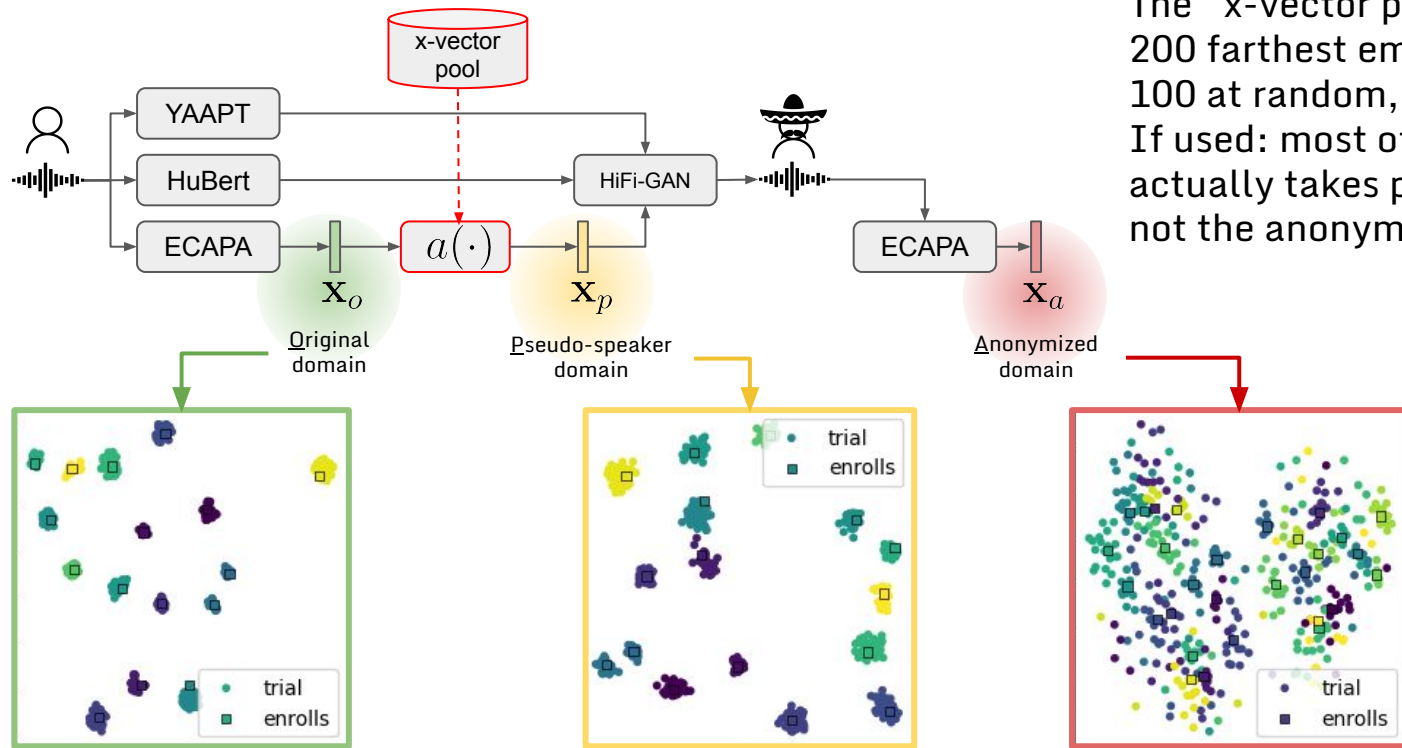 The "x-vector p
200 farthest em
100 at random,
If used: most of
actually takes p
not the anonym
x-vector
pool
YAAPT
HuBert
ECAPA
a(·)
HiFi-GAN
ECAPA
x_o
x_p
x_a
Original
domain
Pseudo-speaker
domain
Anonymized
domain
trial
enrolls
trial
enrolls
trial
enrolls